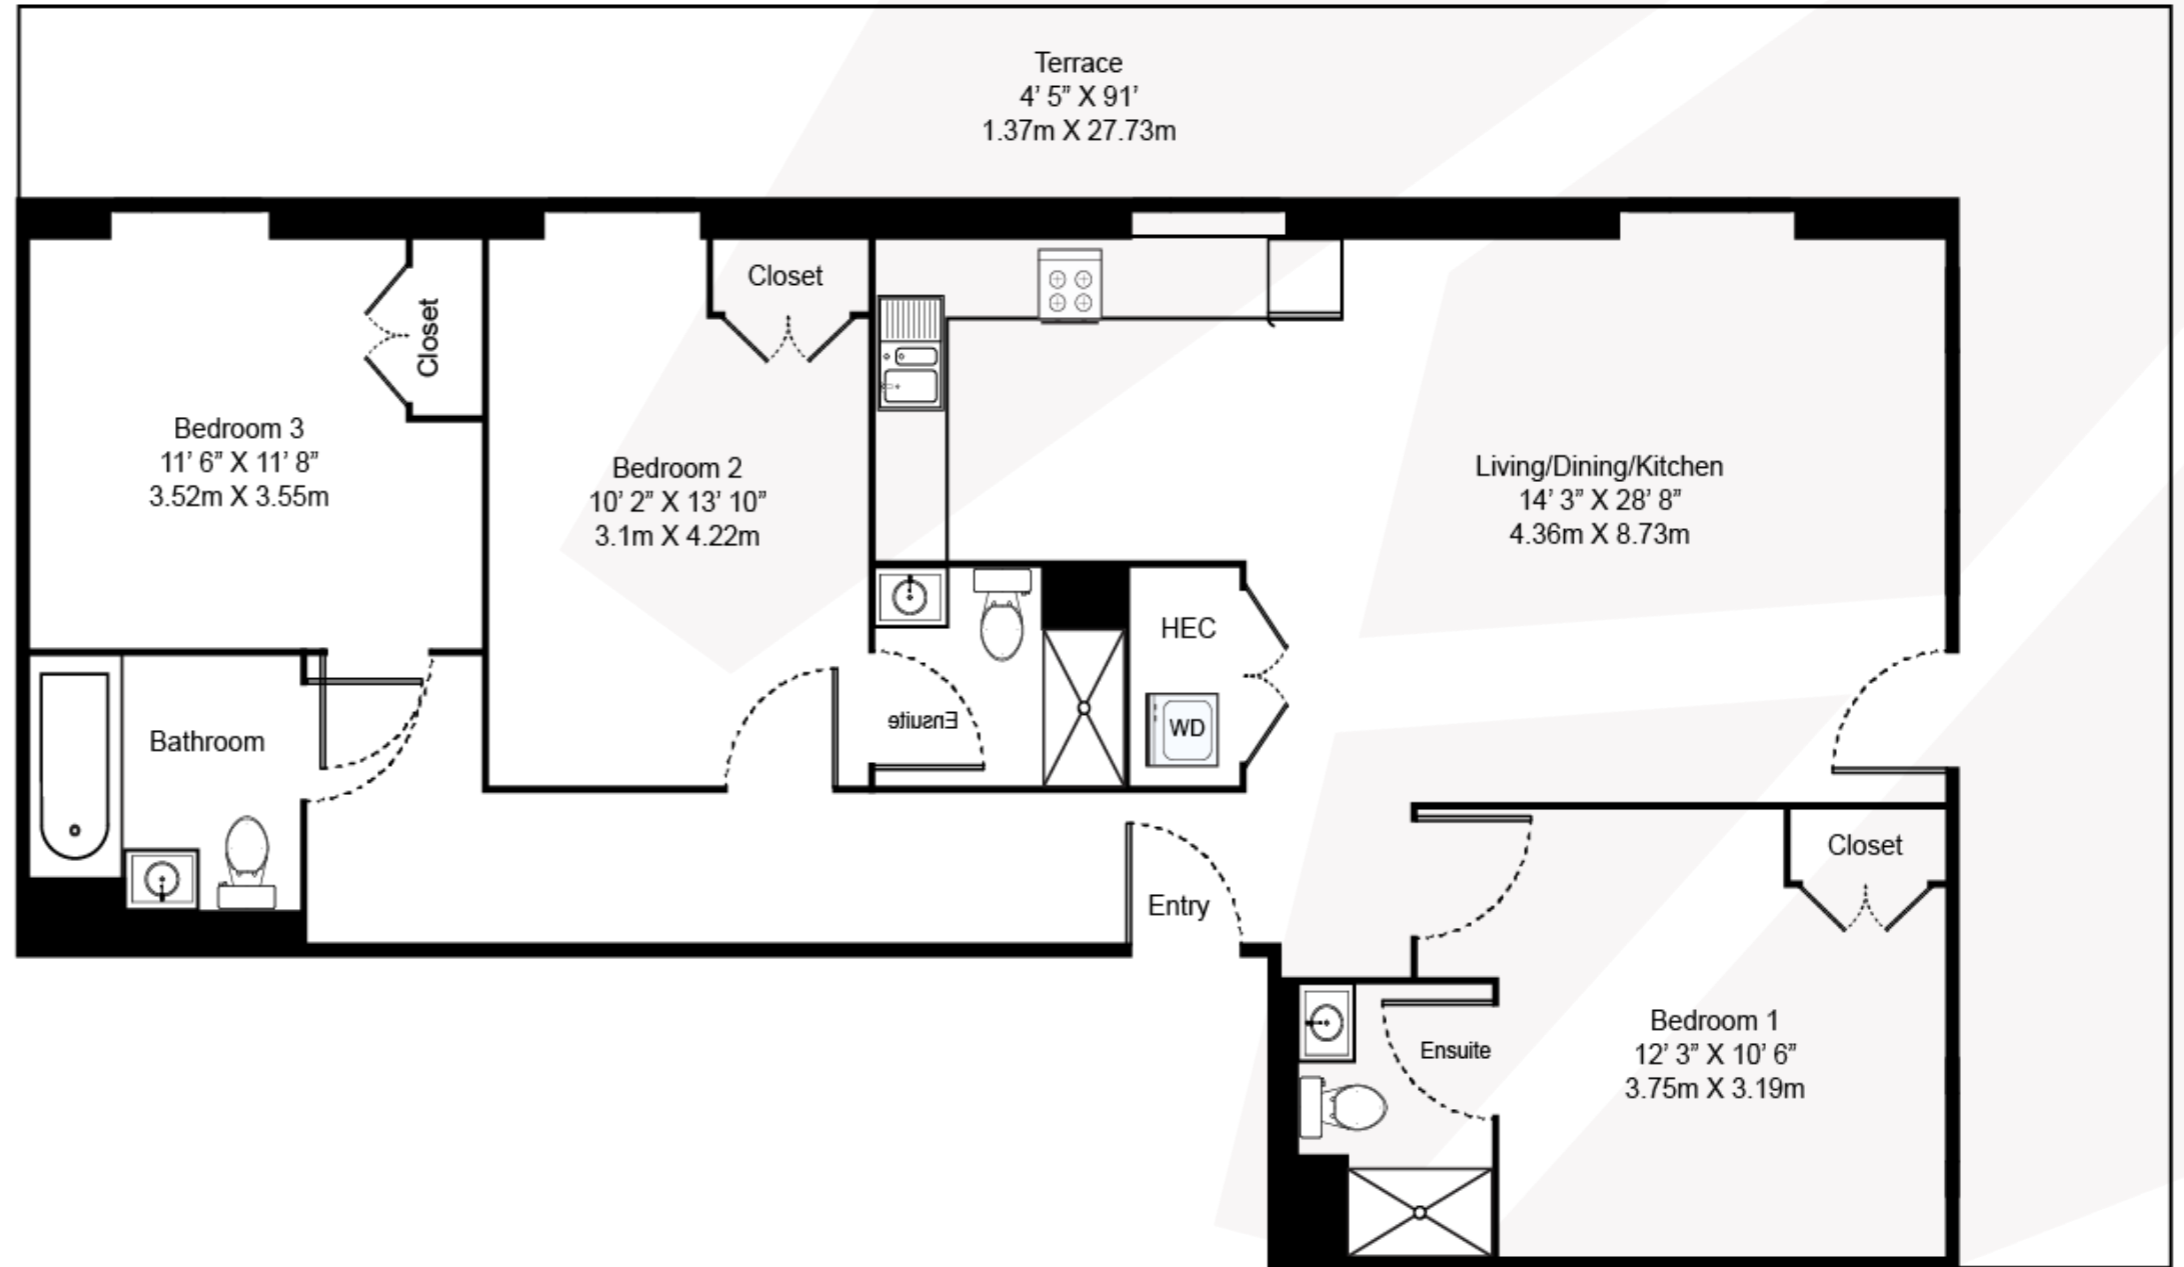 Terrace
4’ 5” X 91’
1.37m X 27.73m
Closet
Closet
Bedroom 3
11’ 6” X 11’ 8”
3.52m X 3.55m
Bedroom 2
10’ 2” X 13’ 10”
3.1m X 4.22m
Living/Dining/Kitchen
14’ 3” X 28’ 8”
4.36m X 8.73m
HEC
WD
Ensuite
Bathroom
Closet
Entry
Ensuite
Bedroom 1
12’ 3” X 10’ 6”
3.75m X 3.19m